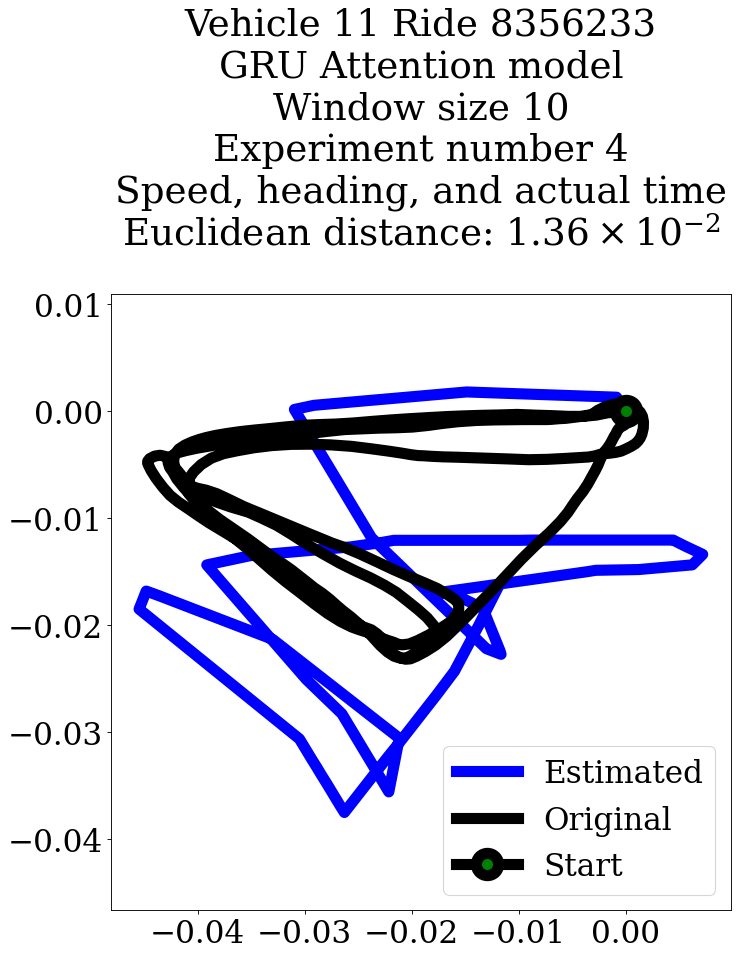 Vehicle 11 Ride 8356233
GRU Attention model
Window size 10
Experiment number 4
Speed, heading, and actual time
Euclidean distance: 1.36 × 10⁻²
0.01
0.00
−0.01
−0.02
−0.03
−0.04
Estimated
Original
Start
−0.04 −0.03 −0.02 −0.01 0.00